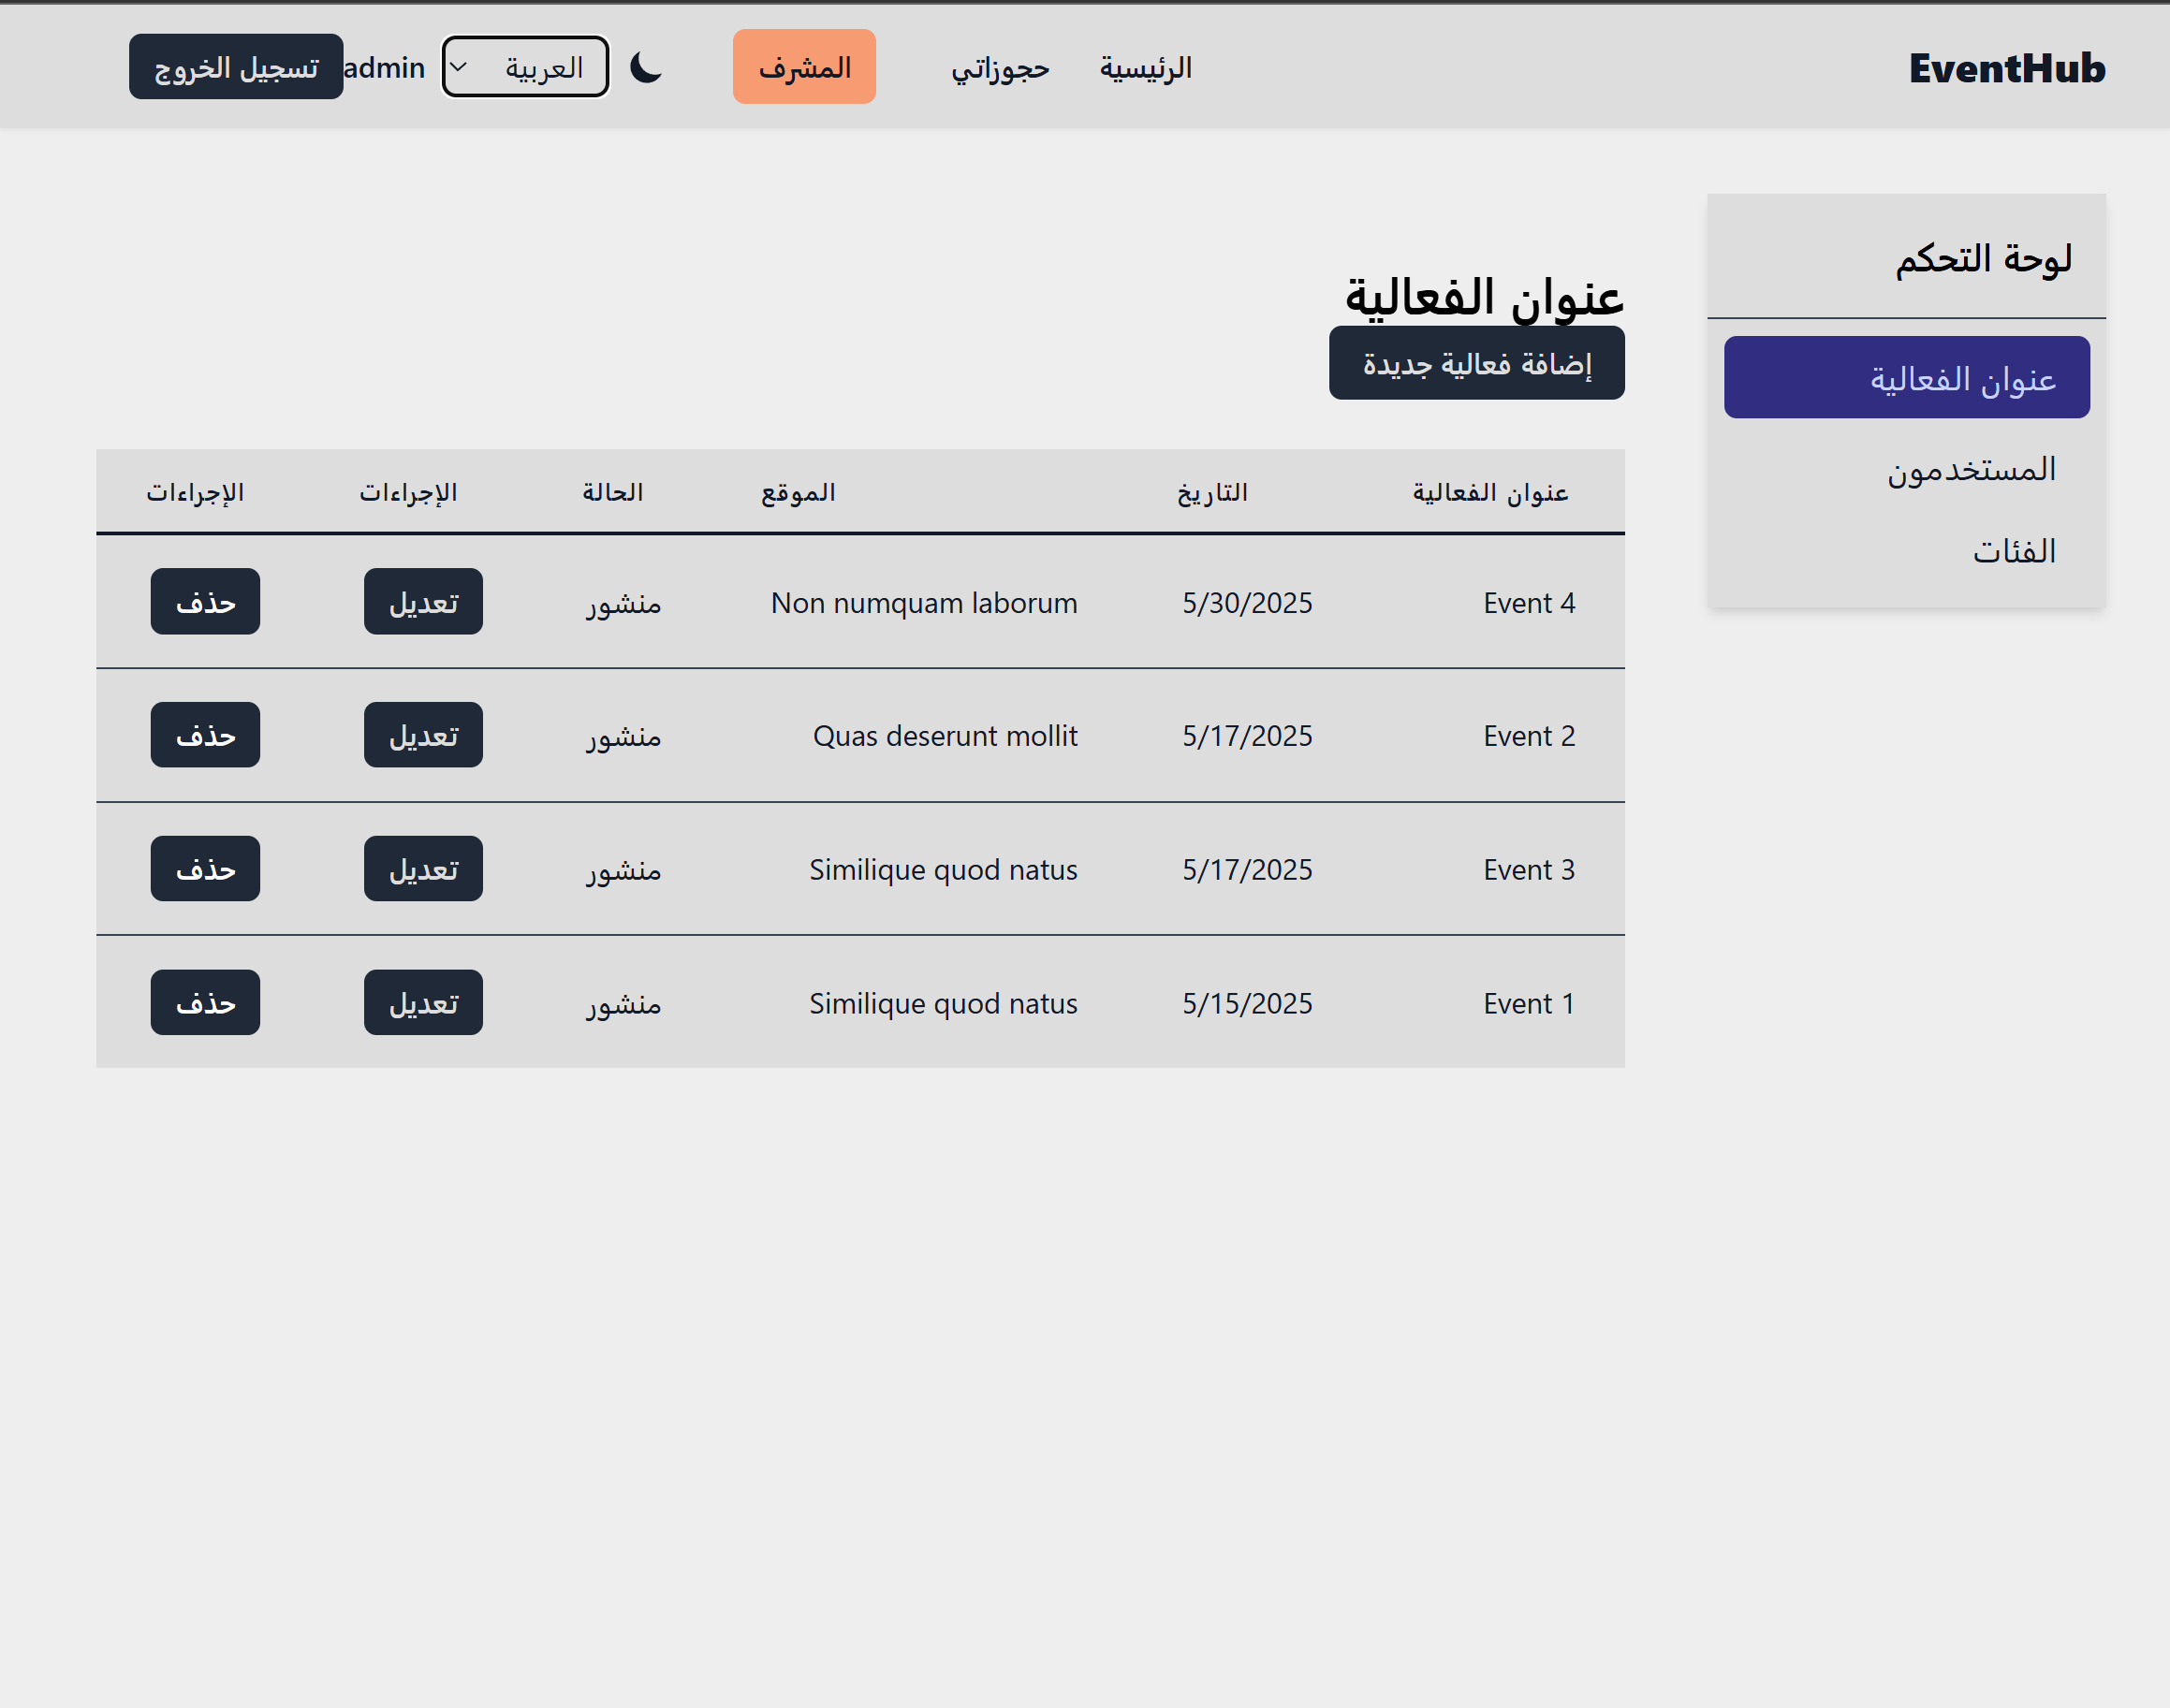 EventHub
الرئيسية
حجوزاتي
المشرف
العربية
admin
تسجيل الخروج
لوحة التحكم
عنوان الفعالية
المستخدمون
الفئات
عنوان الفعالية
إضافة فعالية جديدة
عنوان الفعالية التاريخ الموقع الحالة الإجراءات الإجراءات
Event 4 5/30/2025 Non numquam laborum منشور تعديل حذف
Event 2 5/17/2025 Quas deserunt mollit منشور تعديل حذف
Event 3 5/17/2025 Similique quod natus منشور تعديل حذف
Event 1 5/15/2025 Similique quod natus منشور تعديل حذف